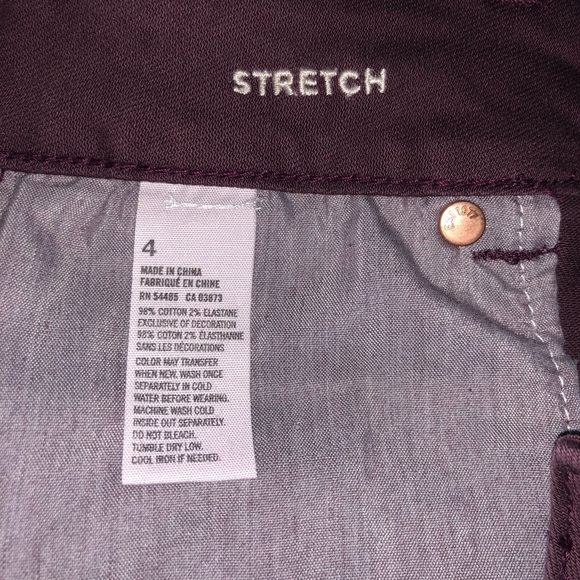 STRETCH
EST. 1977
4
MADE IN CHINA
FABRIQUÉ EN CHINE
RN 54485 CA 03873
98% COTTON 2% ELASTANE
EXCLUSIVE OF DECORATION
98% COTON 2% ÉLASTHANNE
SANS LES DÉCORATIONS
COLOR MAY TRANSFER
WHEN NEW. WASH ONCE
SEPARATELY IN COLD
WATER BEFORE WEARING.
MACHINE WASH COLD
INSIDE OUT SEPARATELY.
DO NOT BLEACH.
TUMBLE DRY LOW.
COOL IRON IF NEEDED.